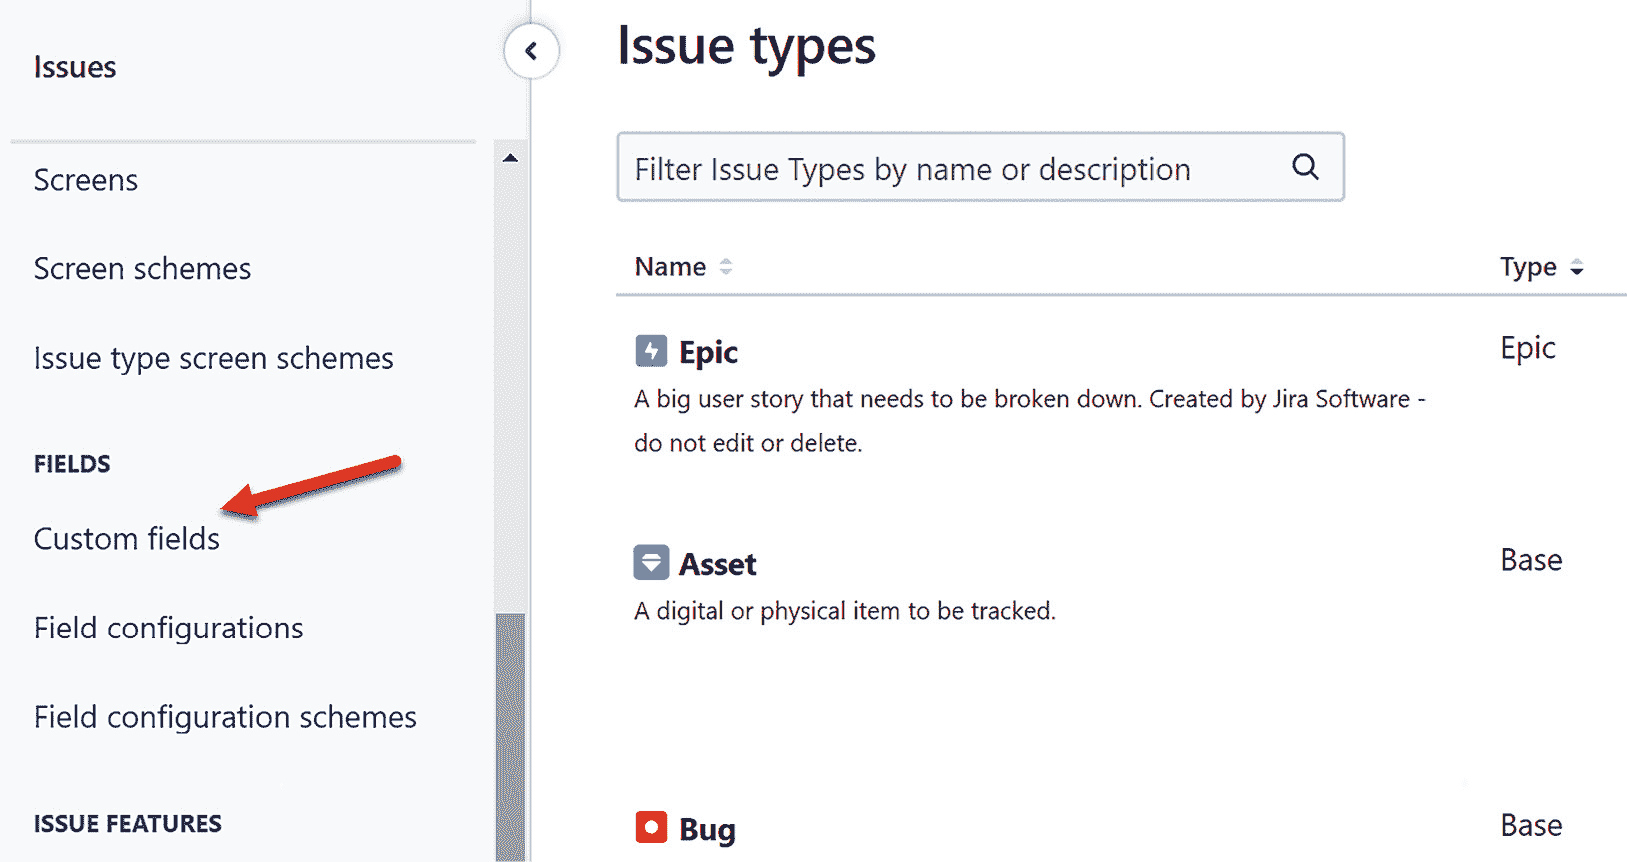 Issues
Screens
Screen schemes
Issue type screen schemes
FIELDS
Custom fields
Field configurations
Field configuration schemes
ISSUE FEATURES
Issue types
Filter Issue Types by name or description
Name Type
Epic Epic
A big user story that needs to be broken down. Created by Jira Software -
do not edit or delete.
Asset Base
A digital or physical item to be tracked.
Bug Base